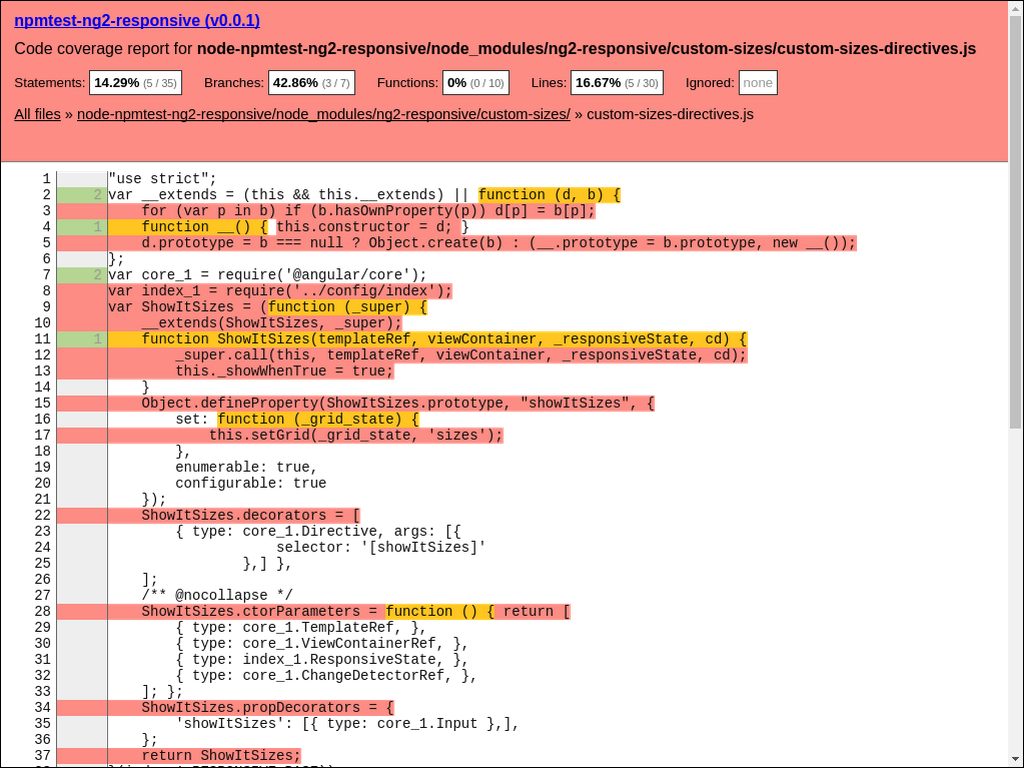 npmtest-ng2-responsive (v0.0.1)
Code coverage report for node-npmtest-ng2-responsive/node_modules/ng2-responsive/custom-sizes/custom-sizes-directives.js
Statements: 14.29% (5 / 35) Branches: 42.86% (3 / 7) Functions: 0% (0 / 10) Lines: 16.67% (5 / 30) Ignored: none
All files » node-npmtest-ng2-responsive/node_modules/ng2-responsive/custom-sizes/ » custom-sizes-directives.js
1 "use strict";
2 2 var __extends = (this && this.__extends) || function (d, b) {
3     for (var p in b) if (b.hasOwnProperty(p)) d[p] = b[p];
4 1     function __() { this.constructor = d; }
5     d.prototype = b === null ? Object.create(b) : (__.prototype = b.prototype, new __());
6 };
7 2 var core_1 = require('@angular/core');
8 var index_1 = require('../config/index');
9 var ShowItSizes = (function (_super) {
10     __extends(ShowItSizes, _super);
11 1     function ShowItSizes(templateRef, viewContainer, _responsiveState, cd) {
12         _super.call(this, templateRef, viewContainer, _responsiveState, cd);
13         this._showWhenTrue = true;
14     }
15     Object.defineProperty(ShowItSizes.prototype, "showItSizes", {
16         set: function (_grid_state) {
17             this.setGrid(_grid_state, 'sizes');
18         },
19         enumerable: true,
20         configurable: true
21     });
22     ShowItSizes.decorators = [
23         { type: core_1.Directive, args: [{
24                     selector: '[showItSizes]'
25                 },] },
26     ];
27     /** @nocollapse */
28     ShowItSizes.ctorParameters = function () { return [
29         { type: core_1.TemplateRef, },
30         { type: core_1.ViewContainerRef, },
31         { type: index_1.ResponsiveState, },
32         { type: core_1.ChangeDetectorRef, },
33     ]; };
34     ShowItSizes.propDecorators = {
35         'showItSizes': [{ type: core_1.Input },],
36     };
37     return ShowItSizes;